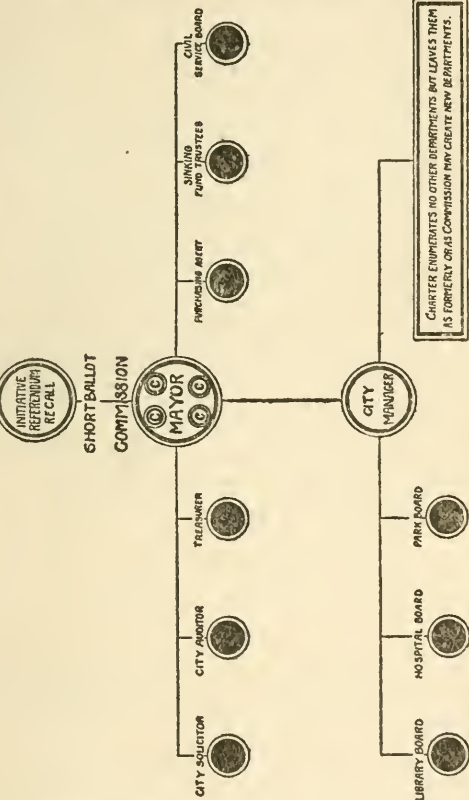 INITIATIVE
REFERENDUM
RECALL
SHORT BALLOT
COMMISSION
C C
MAYOR
C C
CITY SOLICITOR
CITY AUDITOR
TREASURER
PURCHASING AGENT
SINKING
FUND TRUSTEES
CIVIL
SERVICE BOARD
CITY
MANAGER
LIBRARY BOARD
HOSPITAL BOARD
PARK BOARD
CHARTER ENUMERATES NO OTHER DEPARTMENTS BUT LEAVES THEM
AS FORMERLY OR AS COMMISSION MAY CREATE NEW DEPARTMENTS.